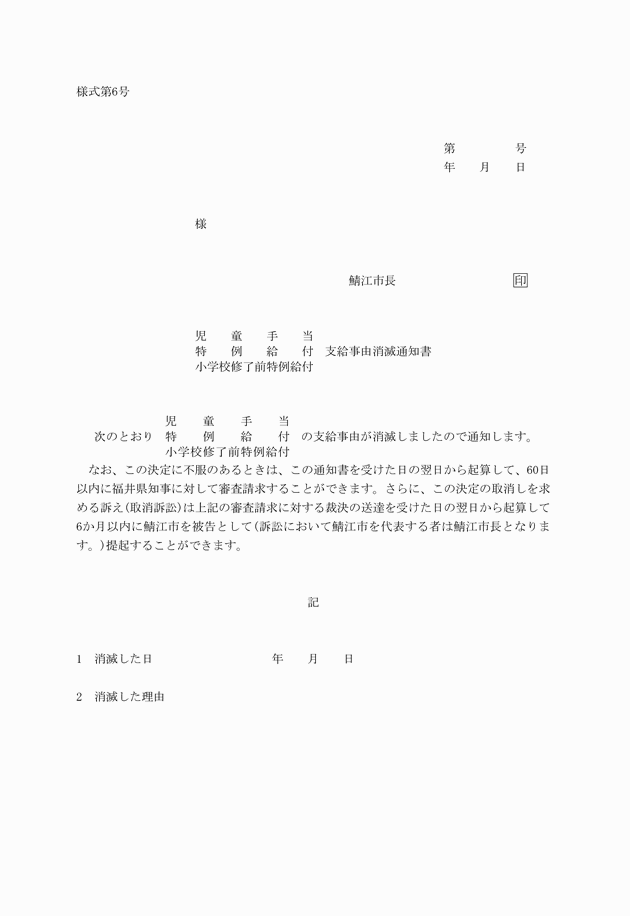 様式第6号
第　　　　　号
年　　月　　日
様
鯖江市長　　　　　　　　　　印
児　　童　　手　　当
特　　例　　給　　付　支給事由消滅通知書
小学校修了前特例給付
児　　童　　手　　当
次のとおり　特　　例　　給　　付　の支給事由が消滅しましたので通知します。
小学校修了前特例給付
　なお、この決定に不服のあるときは、この通知書を受けた日の翌日から起算して、60日
以内に福井県知事に対して審査請求することができます。さらに、この決定の取消しを求
める訴え(取消訴訟)は上記の審査請求に対する裁決の送達を受けた日の翌日から起算して
6か月以内に鯖江市を被告として(訴訟において鯖江市を代表する者は鯖江市長となりま
す。)提起することができます。
記
1　消滅した日　　　　　　　　　　年　　月　　日
2　消滅した理由